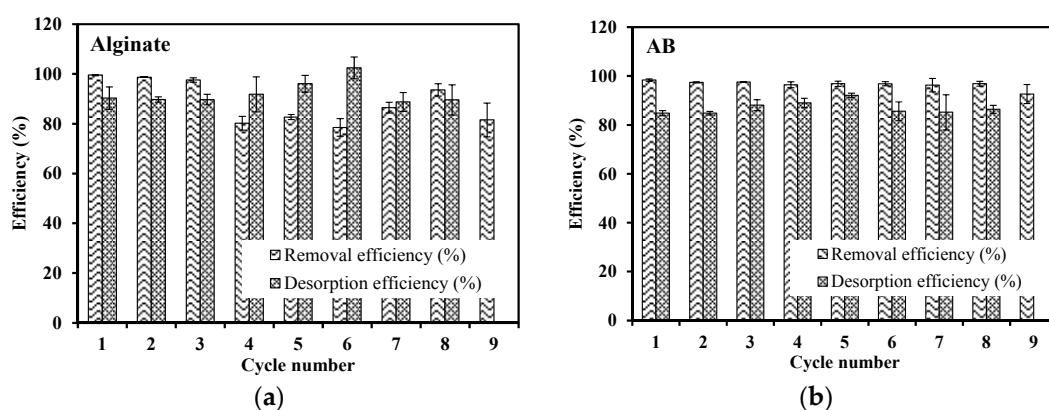 Alginate
Efficiency (%)
120
100
80
60
40
20
0
Removal efficiency (%)
Desorption efficiency (%)
1 2 3 4 5 6 7 8 9
Cycle number
(a)
AB
Efficiency (%)
120
100
80
60
40
20
0
Removal efficiency (%)
Desorption efficiency (%)
1 2 3 4 5 6 7 8 9
Cycle number
(b)